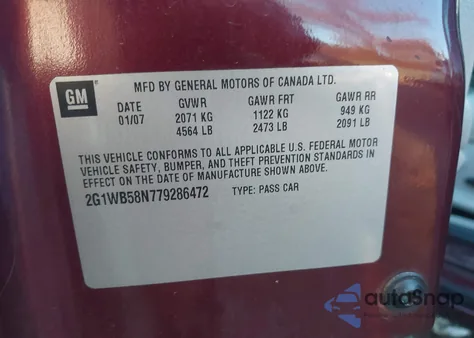 GM
MFD BY GENERAL MOTORS OF CANADA LTD.
DATE GVWR GAWR FRT GAWR RR
01/07 2071 KG 1122 KG 949 KG
4564 LB 2473 LB 2091 LB
THIS VEHICLE CONFORMS TO ALL APPLICABLE U.S. FEDERAL MOTOR
VEHICLE SAFETY, BUMPER, AND THEFT PREVENTION STANDARDS IN
EFFECT ON THE DATE OF MANUFACTURE SHOWN ABOVE.
2G1WB58N779286472 TYPE: PASS CAR
autoSnap